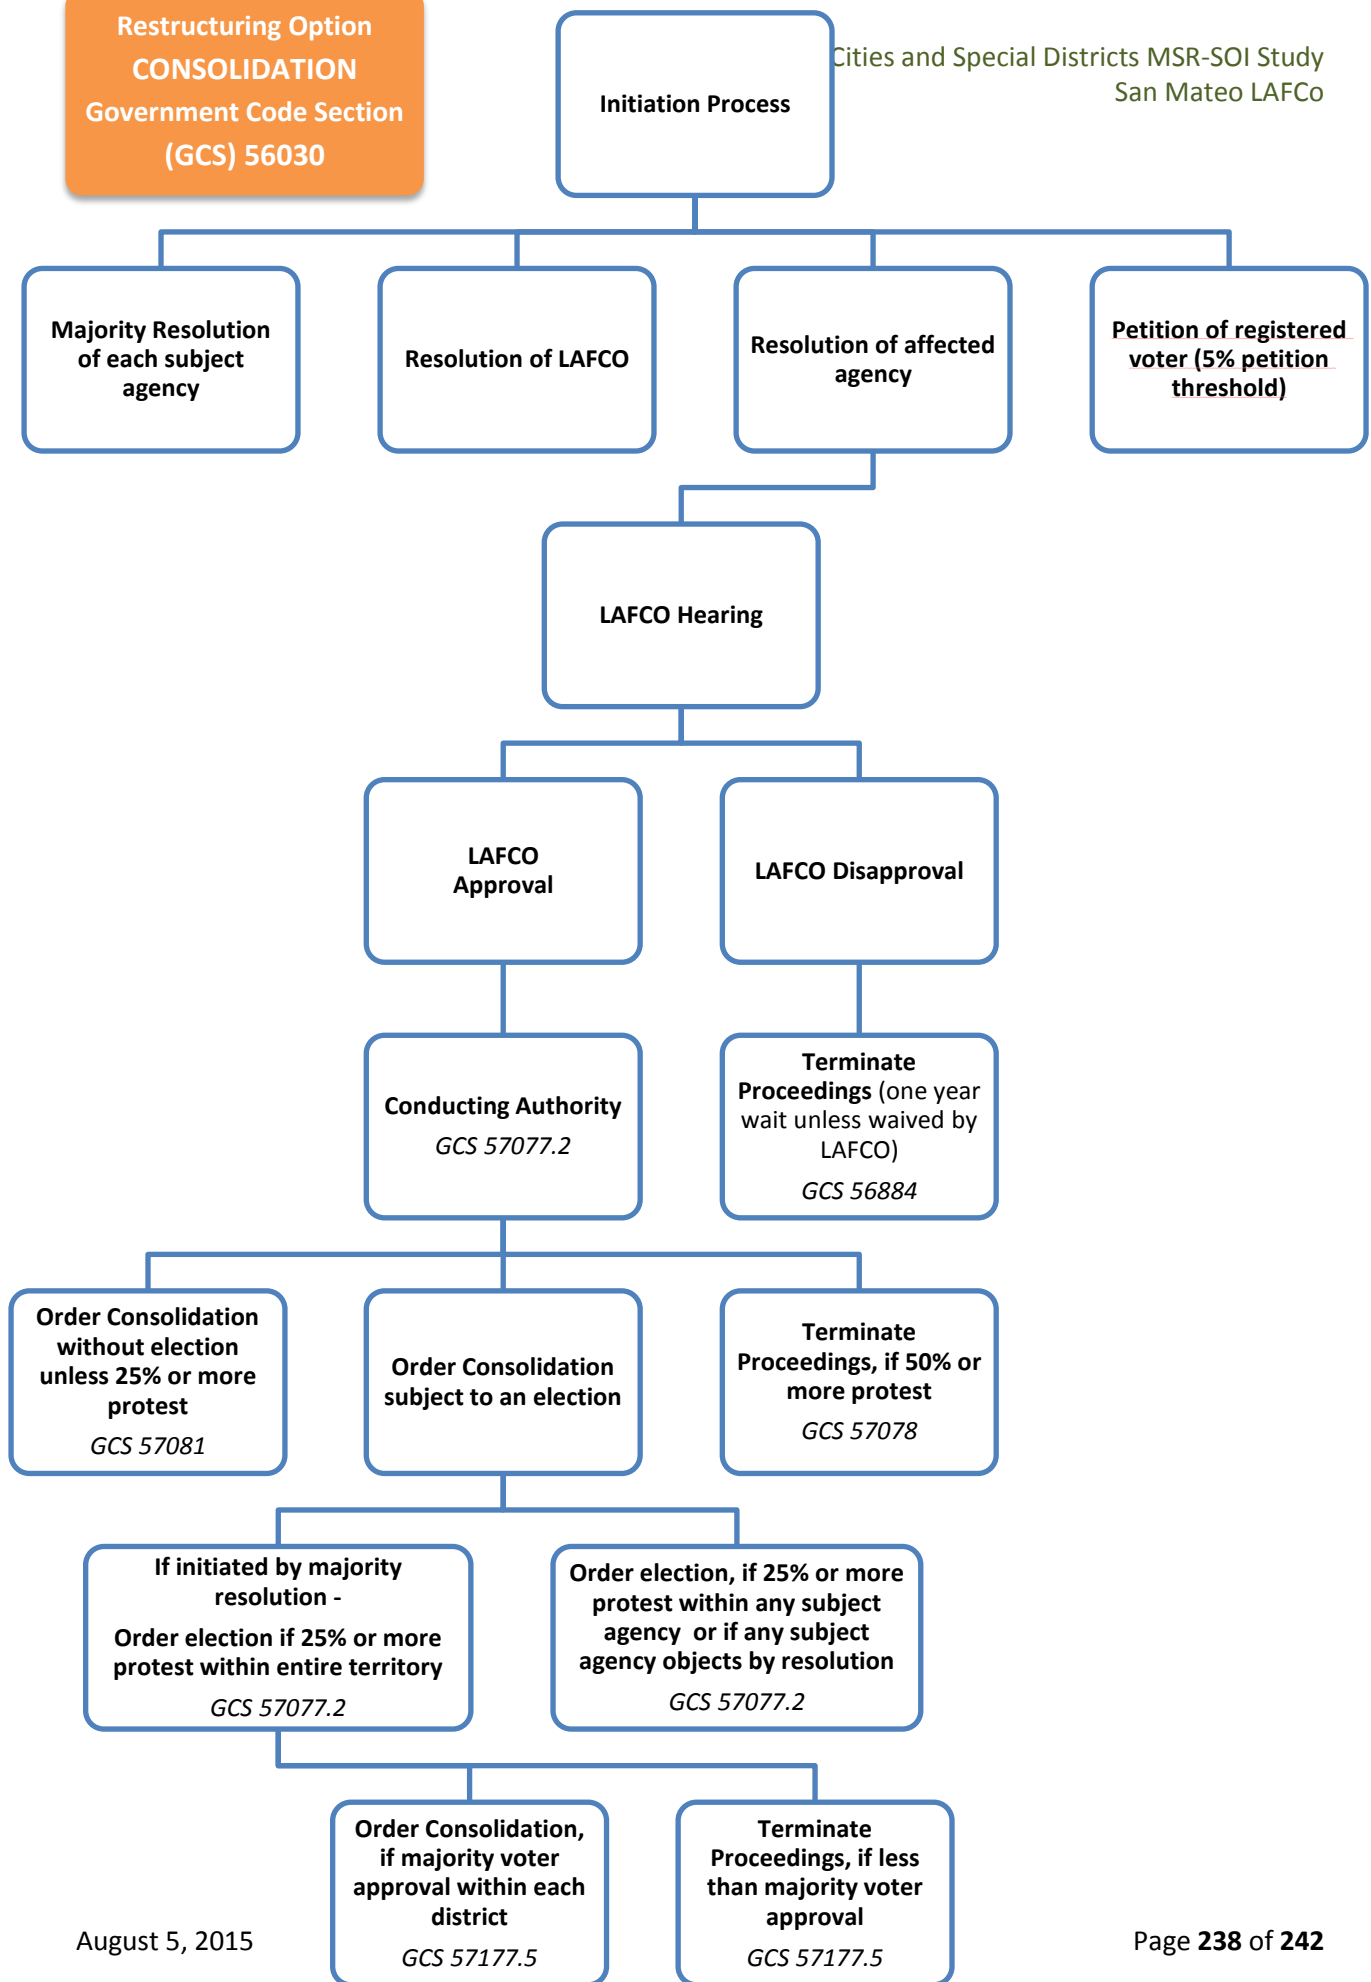 Restructuring Option
CONSOLIDATION
Government Code Section
(GCS) 56030
Cities and Special Districts MSR-SOI Study
San Mateo LAFCo
Initiation Process
Majority Resolution
of each subject
agency
Resolution of LAFCO
Resolution of affected
agency
Petition of registered
voter (5% petition
threshold)
LAFCO Hearing
LAFCO
Approval
LAFCO Disapproval
Conducting Authority
GCS 57077.2
Terminate
Proceedings (one year
wait unless waived by
LAFCO)
GCS 56884
Order Consolidation
without election
unless 25% or more
protest
GCS 57081
Order Consolidation
subject to an election
Terminate
Proceedings, if 50% or
more protest
GCS 57078
If initiated by majority
resolution -
Order election if 25% or more
protest within entire territory
GCS 57077.2
Order election, if 25% or more
protest within any subject
agency or if any subject
agency objects by resolution
GCS 57077.2
Order Consolidation,
if majority voter
approval within each
district
GCS 57177.5
Terminate
Proceedings, if less
than majority voter
approval
GCS 57177.5
August 5, 2015
Page 238 of 242